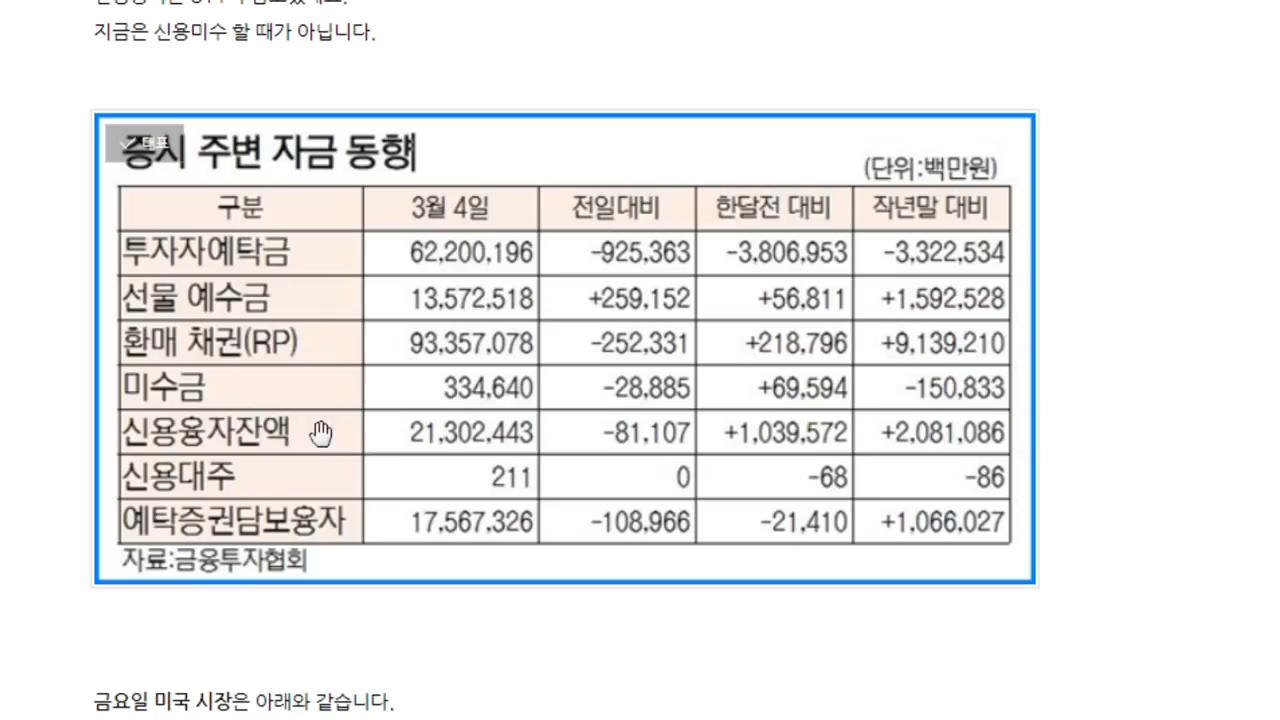 지금은 신용미수 할 때가 아닙니다.
대표
증시 주변 자금 동향
(단위:백만원)
구분 3월 4일 전일대비 한달전 대비 작년말 대비
투자자예탁금 62,200,196 -925,363 -3,806,953 -3,322,534
선물 예수금 13,572,518 +259,152 +56,811 +1,592,528
환매 채권(RP) 93,357,078 -252,331 +218,796 +9,139,210
미수금 334,640 -28,885 +69,594 -150,833
신용융자잔액 21,302,443 -81,107 +1,039,572 +2,081,086
신용대주 211 0 -68 -86
예탁증권담보융자 17,567,326 -108,966 -21,410 +1,066,027
자료:금융투자협회
금요일 미국 시장은 아래와 같습니다.